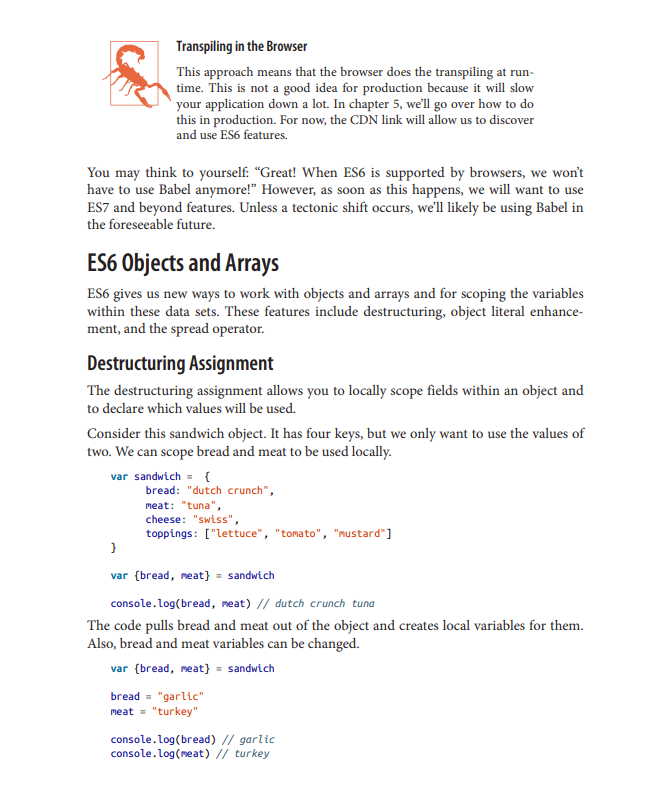 Transpiling in the Browser
This approach means that the browser does the transpiling at run-
time. This is not a good idea for production because it will slow
your application down a lot. In chapter 5, we’ll go over how to do
this in production. For now, the CDN link will allow us to discover
and use ES6 features.
You may think to yourself: “Great! When ES6 is supported by browsers, we won’t
have to use Babel anymore!” However, as soon as this happens, we will want to use
ES7 and beyond features. Unless a tectonic shift occurs, we’ll likely be using Babel in
the foreseeable future.
ES6 Objects and Arrays
ES6 gives us new ways to work with objects and arrays and for scoping the variables
within these data sets. These features include destructuring, object literal enhance-
ment, and the spread operator.
Destructuring Assignment
The destructuring assignment allows you to locally scope fields within an object and
to declare which values will be used.
Consider this sandwich object. It has four keys, but we only want to use the values of
two. We can scope bread and meat to be used locally.
var sandwich = {
bread: "dutch crunch",
meat: "tuna",
cheese: "swiss",
toppings: ["lettuce", "tomato", "mustard"]
}
var {bread, meat} = sandwich
console.log(bread, meat) // dutch crunch tuna
The code pulls bread and meat out of the object and creates local variables for them.
Also, bread and meat variables can be changed.
var {bread, meat} = sandwich
bread = "garlic"
meat = "turkey"
console.log(bread) // garlic
console.log(meat) // turkey